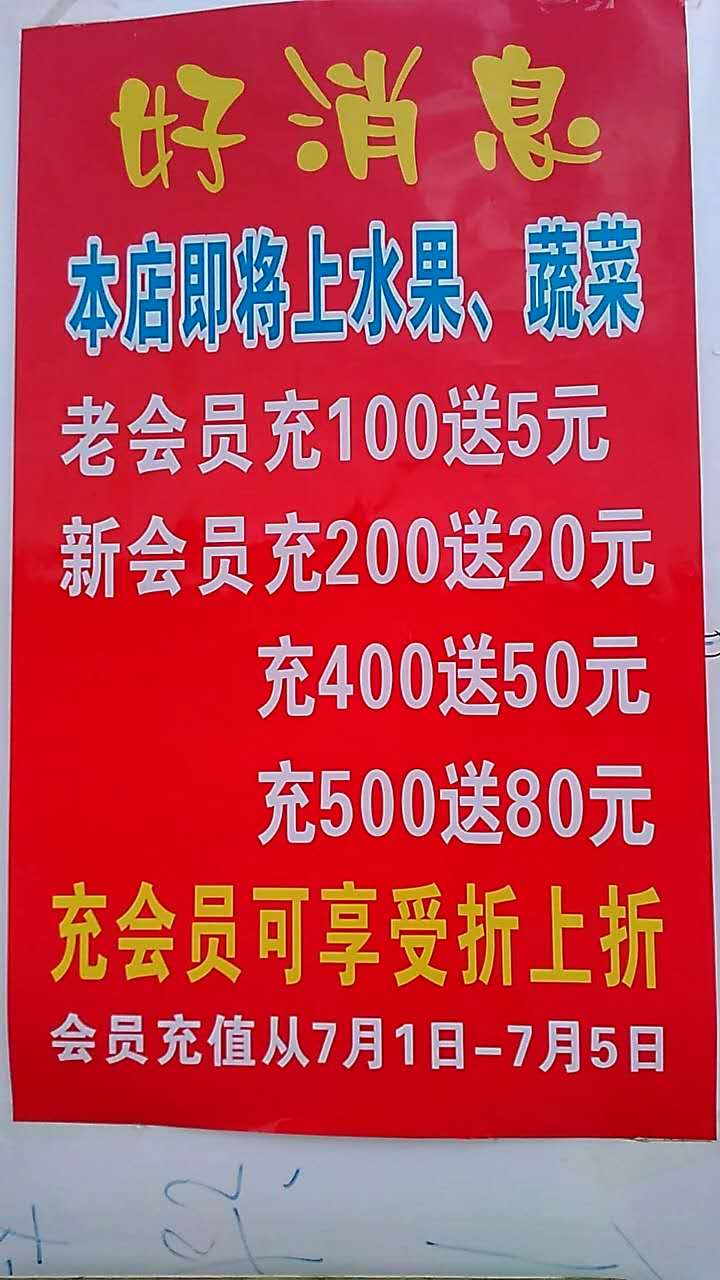 好消息
本店即将上水果、蔬菜
老会员充100送5元
新会员充200送20元
充400送50元
充500送80元
充会员可享受折上折
会员充值从7月1日-7月5日